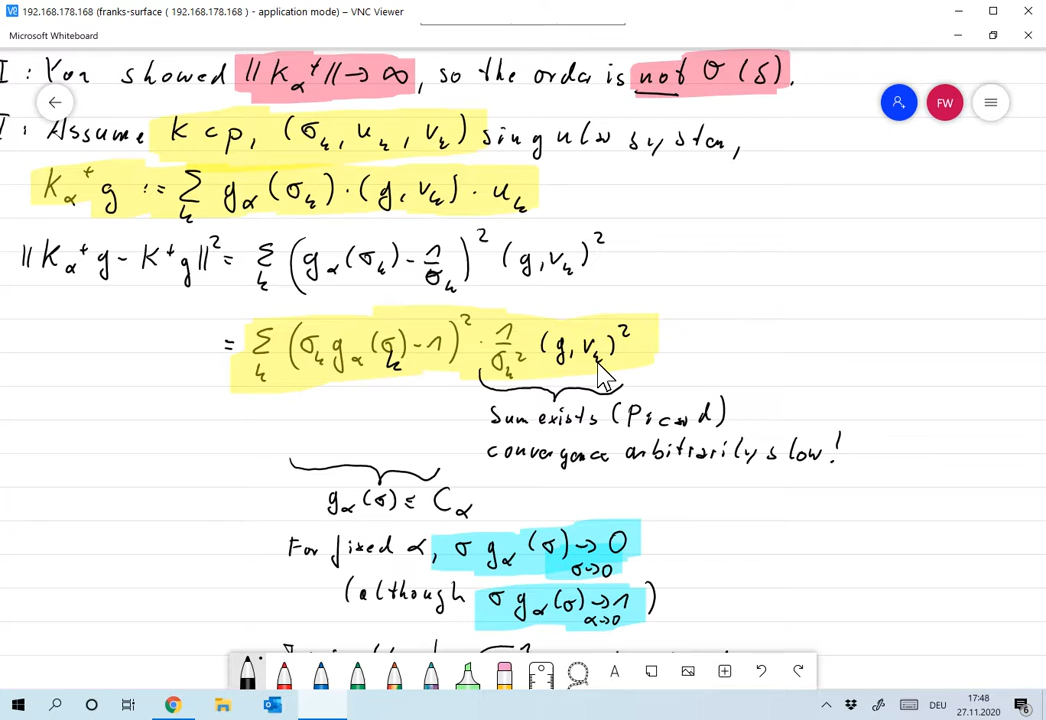 192.168.178.168 (franks-surface ( 192.168.178.168 ) - application mode) – VNC Viewer
Microsoft Whiteboard
I : You showed ‖K_α⁺‖ → ∞, so the order is not O(δ).
FW
I : Assume K cp, (σ_k, u_k, v_k) singular system,
K_α⁺ g := Σ_k g_α(σ_k) · (g, v_k) · u_k
‖K_α⁺ g - K⁺ g‖² = Σ_k (g_α(σ_k) - 1/σ_k)² (g, v_k)²
= Σ_k (σ_k g_α(σ_k) - 1)² · 1/σ_k² (g, v_k)²
Sum exists (Picard)
convergence arbitrarily slow!
g_α(σ) ≤ C_α
For fixed α, σ g_α(σ) → 0
σ→0
(although σ g_α(σ) → 1)
α→0
A
DEU
17:48
27.11.2020
6